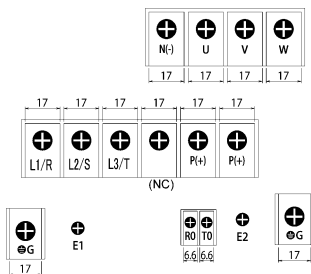 N(-) U V W
17 17 17 17
17 17 17 17 17 17
L1/R L2/S L3/T P(+) P(+)
(NC)
⏚G E1 R0 T0 E2 ⏚G
17 6.6 6.6 17